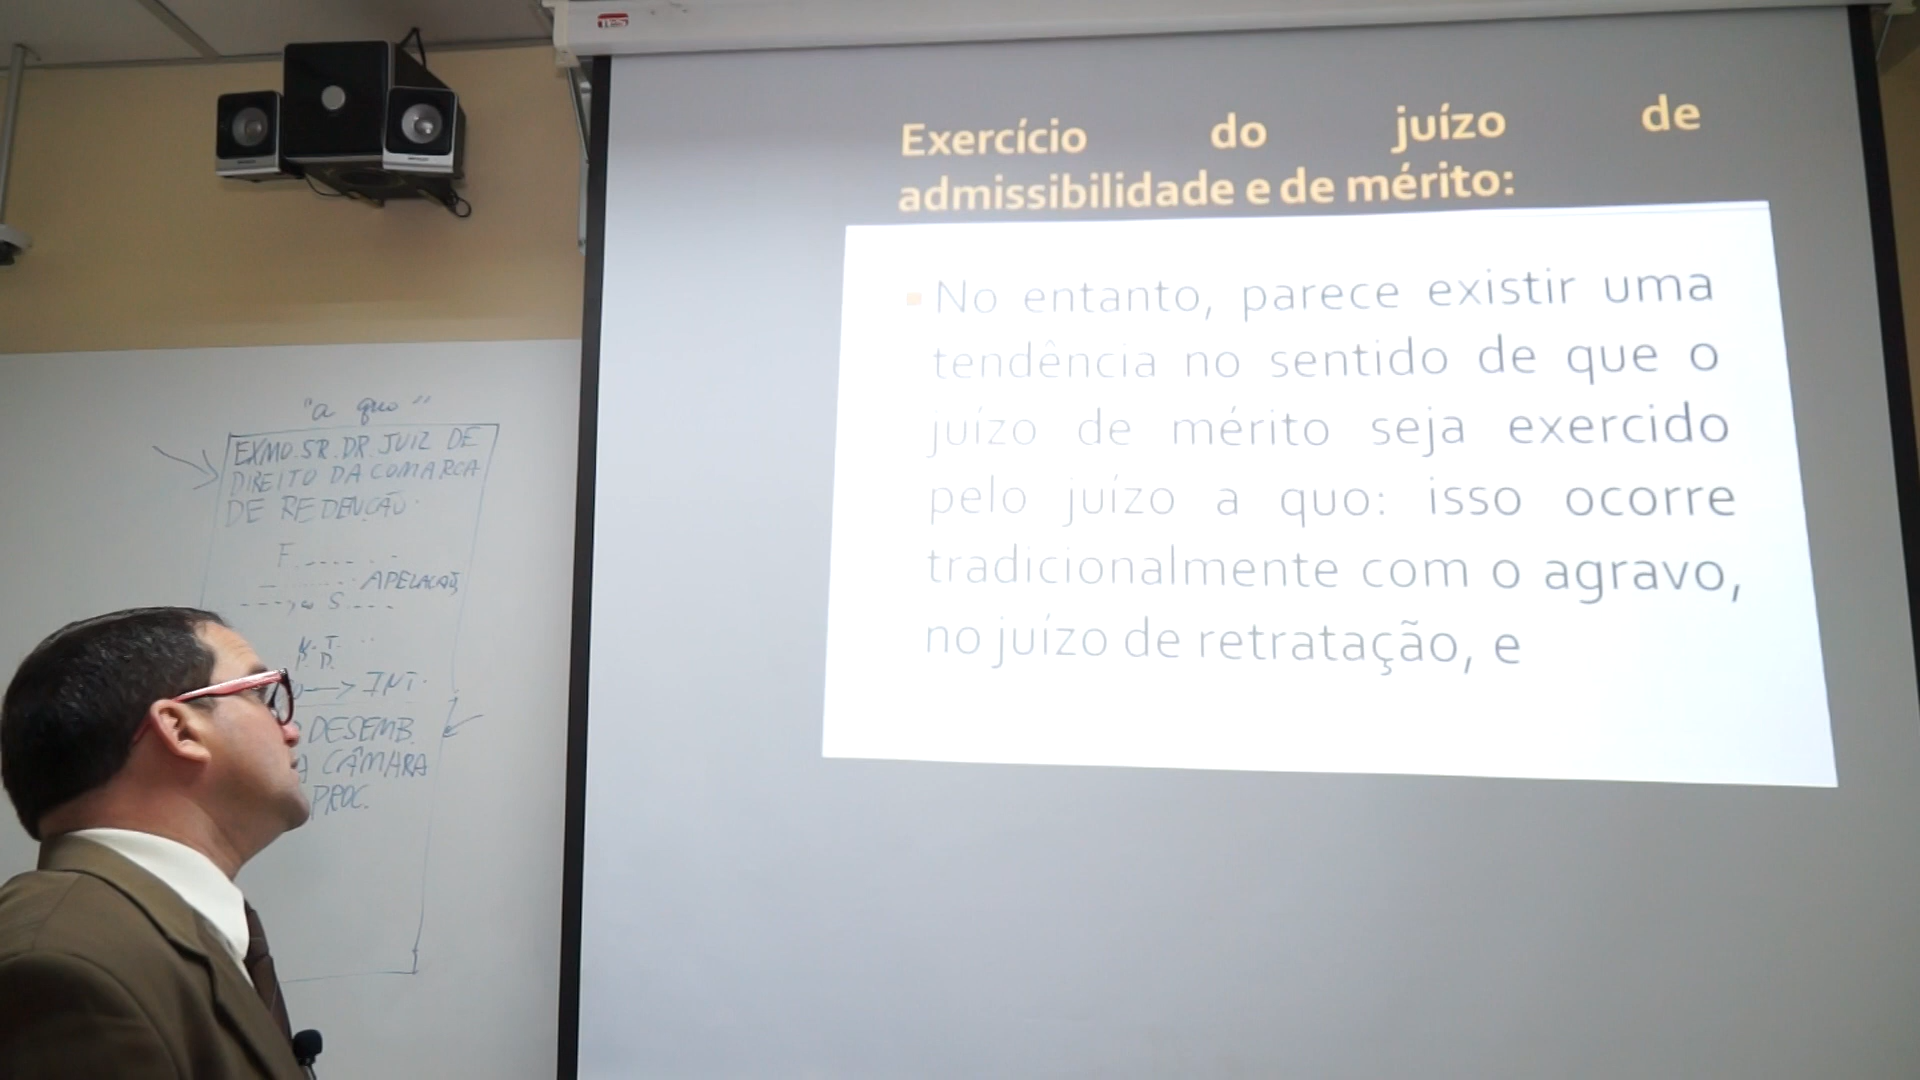 Exercício do juízo de
admissibilidade e de mérito:
No entanto, parece existir uma
tendência no sentido de que o
juízo de mérito seja exercido
pelo juízo a quo: isso ocorre
tradicionalmente com o agravo,
no juízo de retratação, e
"a quo"
EXMO. SR. DR. JUIZ DE
DIREITO DA COMARCA
DE REDENÇÃO.
F.
APELAÇÃO,
S
N. T.
P. D.
INT.
DESEMB.
CÂMARA
PROC.